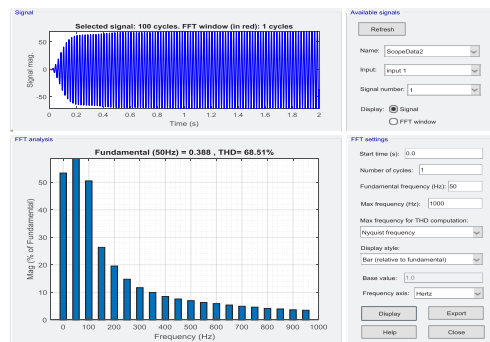 Signal
Selected signal: 100 cycles. FFT window (in red): 1 cycles
50
0
-50
Signal mag.
0 0.2 0.4 0.6 0.8 1 1.2 1.4 1.6 1.8 2
Time (s)
FFT analysis
Fundamental (50Hz) = 0.388 , THD= 68.51%
50
40
30
20
10
0
Mag (% of Fundamental)
0 100 200 300 400 500 600 700 800 900 1000
Frequency (Hz)
Available signals
Refresh
Name: ScopeData2
Input: input 1
Signal number: 1
Display: Signal
FFT window
FFT settings
Start time (s): 0.0
Number of cycles: 1
Fundamental frequency (Hz): 50
Max frequency (Hz): 1000
Max frequency for THD computation:
Nyquist frequency
Display style:
Bar (relative to fundamental)
Base value: 1.0
Frequency axis: Hertz
Display Export
Help Close